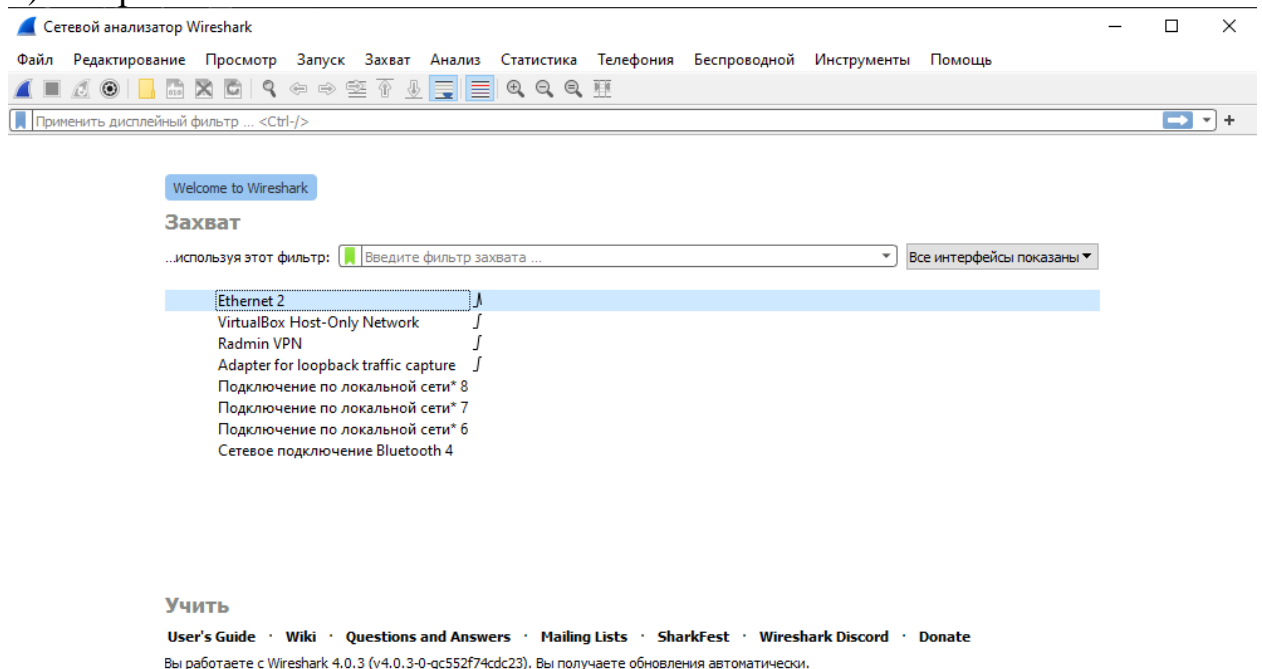 Сетевой анализатор Wireshark
Файл Редактирование Просмотр Запуск Захват Анализ Статистика Телефония Беспроводной Инструменты Помощь
Применить дисплейный фильтр ... <Ctrl-/>
Welcome to Wireshark
Захват
...используя этот фильтр: Введите фильтр захвата ... Все интерфейсы показаны
Ethernet 2
VirtualBox Host-Only Network
Radmin VPN
Adapter for loopback traffic capture
Подключение по локальной сети* 8
Подключение по локальной сети* 7
Подключение по локальной сети* 6
Сетевое подключение Bluetooth 4
Учить
User's Guide · Wiki · Questions and Answers · Mailing Lists · SharkFest · Wireshark Discord · Donate
Вы работаете с Wireshark 4.0.3 (v4.0.3-0-gc552f74cdc23). Вы получаете обновления автоматически.